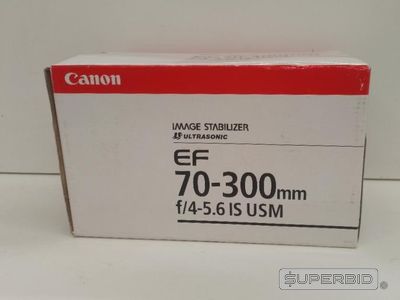 Canon
IMAGE STABILIZER
ULTRASONIC
EF
70-300mm
f/4-5.6 IS USM
SUPERBID